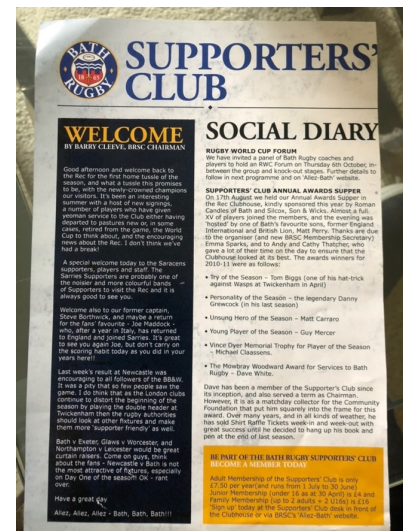 BATH
RUGBY
SUPPORTERS'
CLUB
WELCOME
BY BARRY CLEEVE, BRSC CHAIRMAN
Good afternoon and welcome back to
the Rec for the first home tussle of the
season, and what a tussle this promises
to be, with the newly-crowned champions
our visitors. It's been an interesting
summer with a host of new signings,
a number of players who have given
yeoman service to the Club either having
departed to pastures new or, in some
cases, retired from the game, the World
Cup to think about, and the encouraging
news about the Rec. I don't think we've
had a break!
A special welcome today to the Saracens
supporters, players and staff. The
Sarries Supporters are probably one of
the noisier and more colourful bands
of Supporters to visit the Rec and it is
always good to see you.
Welcome also to our former captain,
Steve Borthwick, and maybe a return
for the fans' favourite - Joe Maddock -
who, after a year in Italy, has returned
to England and joined Sarries. It's great
to see you again Joe, but don't carry on
the scoring habit today as you did in your
years here!!
Last week's result at Newcastle was
encouraging to all followers of the BB&W.
It was a pity that so few people saw the
game. I do think that as the London clubs
continue to distort the beginning of the
season by playing the double header at
Twickenham then the rugby authorities
should look at other fixtures and make
them more 'supporter friendly' as well.
Bath v Exeter, Glaws v Worcester, and
Northampton v Leicester would be great
curtain raisers. Come on guys, think
about the fans - Newcastle v Bath is not
the most attractive of fixtures, especially
on Day One of the season!! OK - rant
over.
Have a great day
Allez, Allez, Allez - Bath, Bath, Bath!!!
SOCIAL DIARY
RUGBY WORLD CUP FORUM
We have invited a panel of Bath Rugby coaches and
players to hold an RWC Forum on Thursday 6th October, in-
between the group and knock-out stages. Further details to
follow in next programme and on 'Allez-Bath' website.
SUPPORTERS' CLUB ANNUAL AWARDS SUPPER
On 17th August we held our Annual Awards Supper in
the Rec Clubhouse, kindly sponsored this year by Roman
Candles of Bath and Silcox, Son & Wicks. Almost a full
XV of players joined the members, and the evening was
'hosted' by one of Bath's favourite sons, former England
International and British Lion, Matt Perry. Thanks are due
to the organiser (and new BRSC Membership Secretary)
Emma Sparks, and to Andy and Cathy Thatcher, who
gave a lot of their time on the day to ensure that the
Clubhouse looked at its best. The awards winners for
2010-11 were as follows:
• Try of the Season - Tom Biggs (one of his hat-trick
against Wasps at Twickenham in April)
• Personality of the Season - the legendary Danny
Grewcock (in his last season)
• Unsung Hero of the Season - Matt Carraro
• Young Player of the Season - Guy Mercer
• Vince Dyer Memorial Trophy for Player of the Season
- Michael Claassens.
• The Mowbray Woodward Award for Services to Bath
Rugby - Dave White.
Dave has been a member of the Supporter's Club since
its inception, and also served a term as Chairman.
However, it is as a matchday collector for the Community
Foundation that put him squarely into the frame for this
award. Over many years, and in all kinds of weather, he
has sold Shirt Raffle Tickets week-in and week-out with
great success until he decided to hang up his book and
pen at the end of last season.
BE PART OF THE BATH RUGBY SUPPORTERS' CLUB
BECOME A MEMBER TODAY
Adult Membership of the Supporters' Club is only
£7.50 per year(and runs from 1 July to 30 June)
Junior Membership (under 16 as at 30 April) is £4 and
Family Membership (up to 2 adults + 2 U16s) is £16
'Sign up' today at the Supporters' Club desk in front of
the Clubhouse or via BRSC's 'Allez-Bath' website.